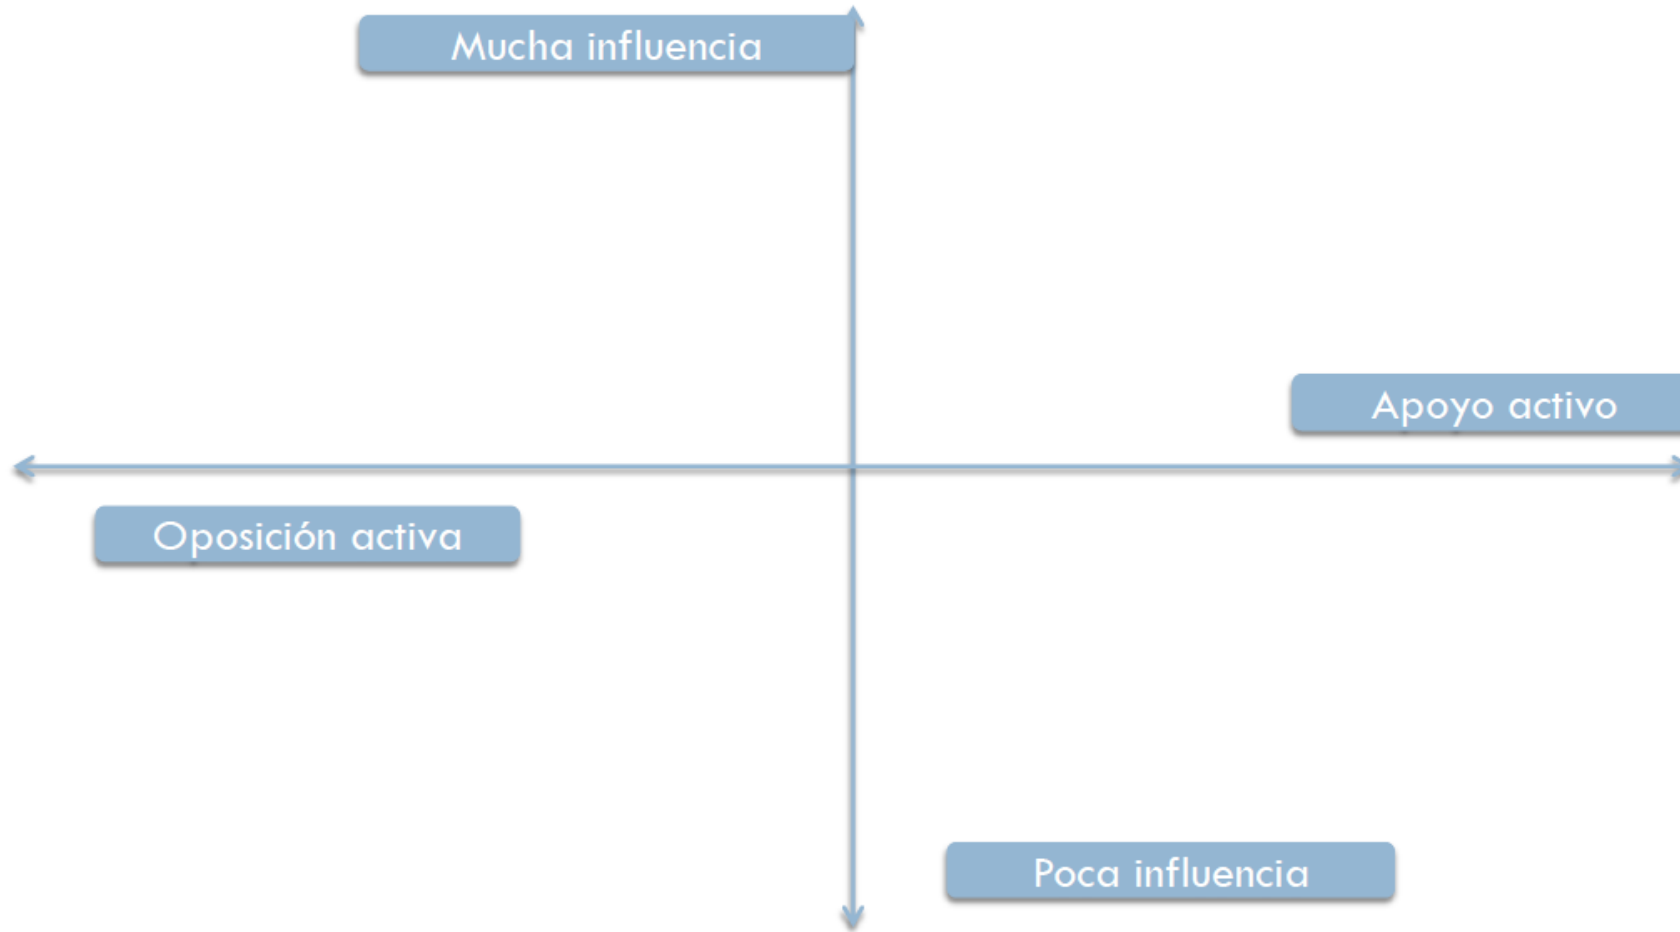 Mucha influencia
Apoyo activo
Oposición activa
Poca influencia